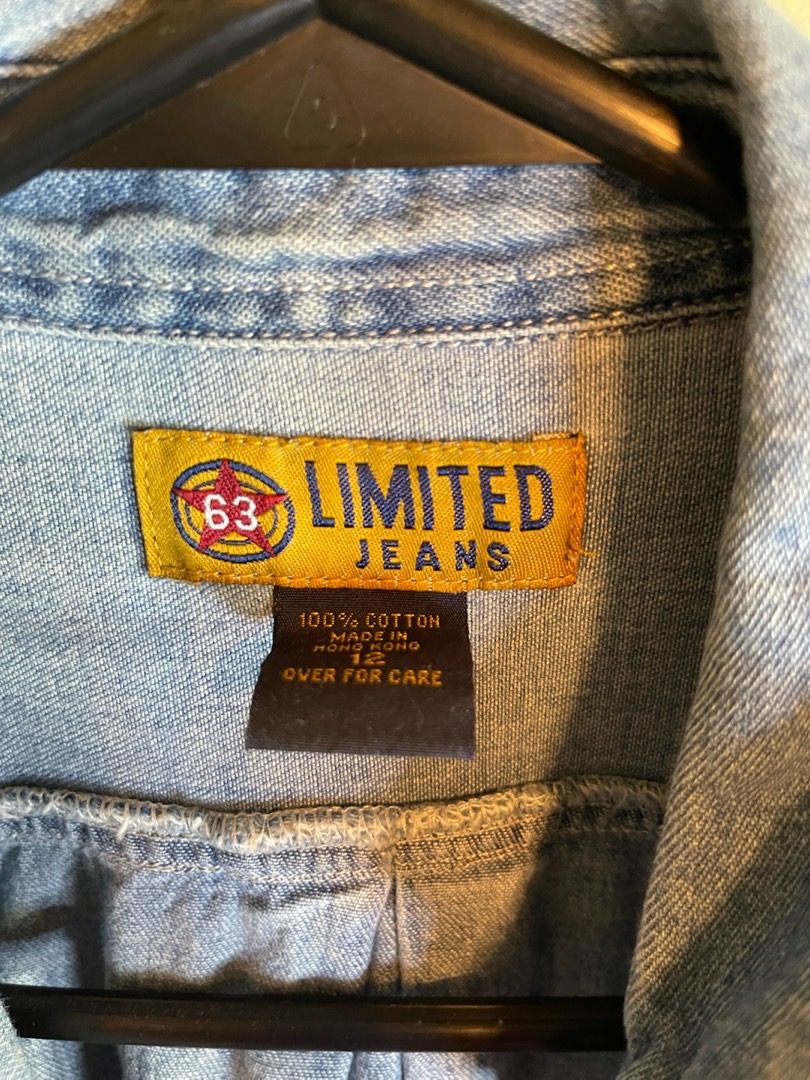 63 LIMITED
JEANS
100% COTTON
MADE IN
HONG KONG
12
OVER FOR CARE